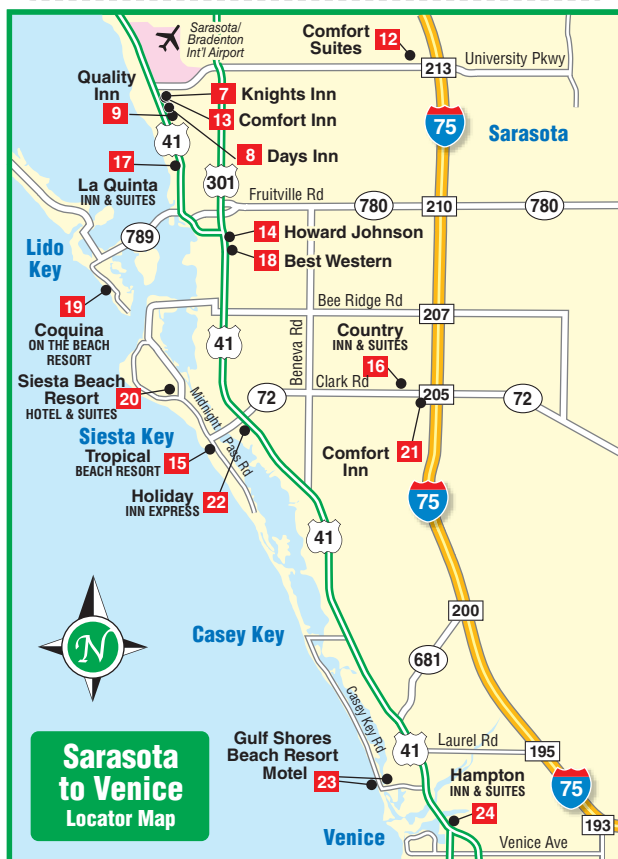 Sarasota/
Bradenton
Int'l Airport
Comfort
Suites
12
213
University Pkwy
Quality
Inn
9
7
Knights Inn
13
Comfort Inn
8
Days Inn
41
75
Sarasota
17
La Quinta
INN & SUITES
301
Fruitville Rd
780
210
780
789
14
Howard Johnson
18
Best Western
Lido
Key
19
Coquina
ON THE BEACH
RESORT
Bee Ridge Rd
207
41
Beneva Rd
Country
INN & SUITES
16
Clark Rd
72
205
72
Siesta Beach
Resort
HOTEL & SUITES
20
Midnight
Pass Rd
Siesta Key
Tropical
BEACH RESORT
15
Comfort
Inn
21
Holiday
INN EXPRESS
22
75
41
200
Casey Key
681
N
Casey Key Rd
Gulf Shores
Beach Resort
Motel
23
41
Laurel Rd
195
Hampton
INN & SUITES
24
75
193
Sarasota
to Venice
Locator Map
Venice
Venice Ave